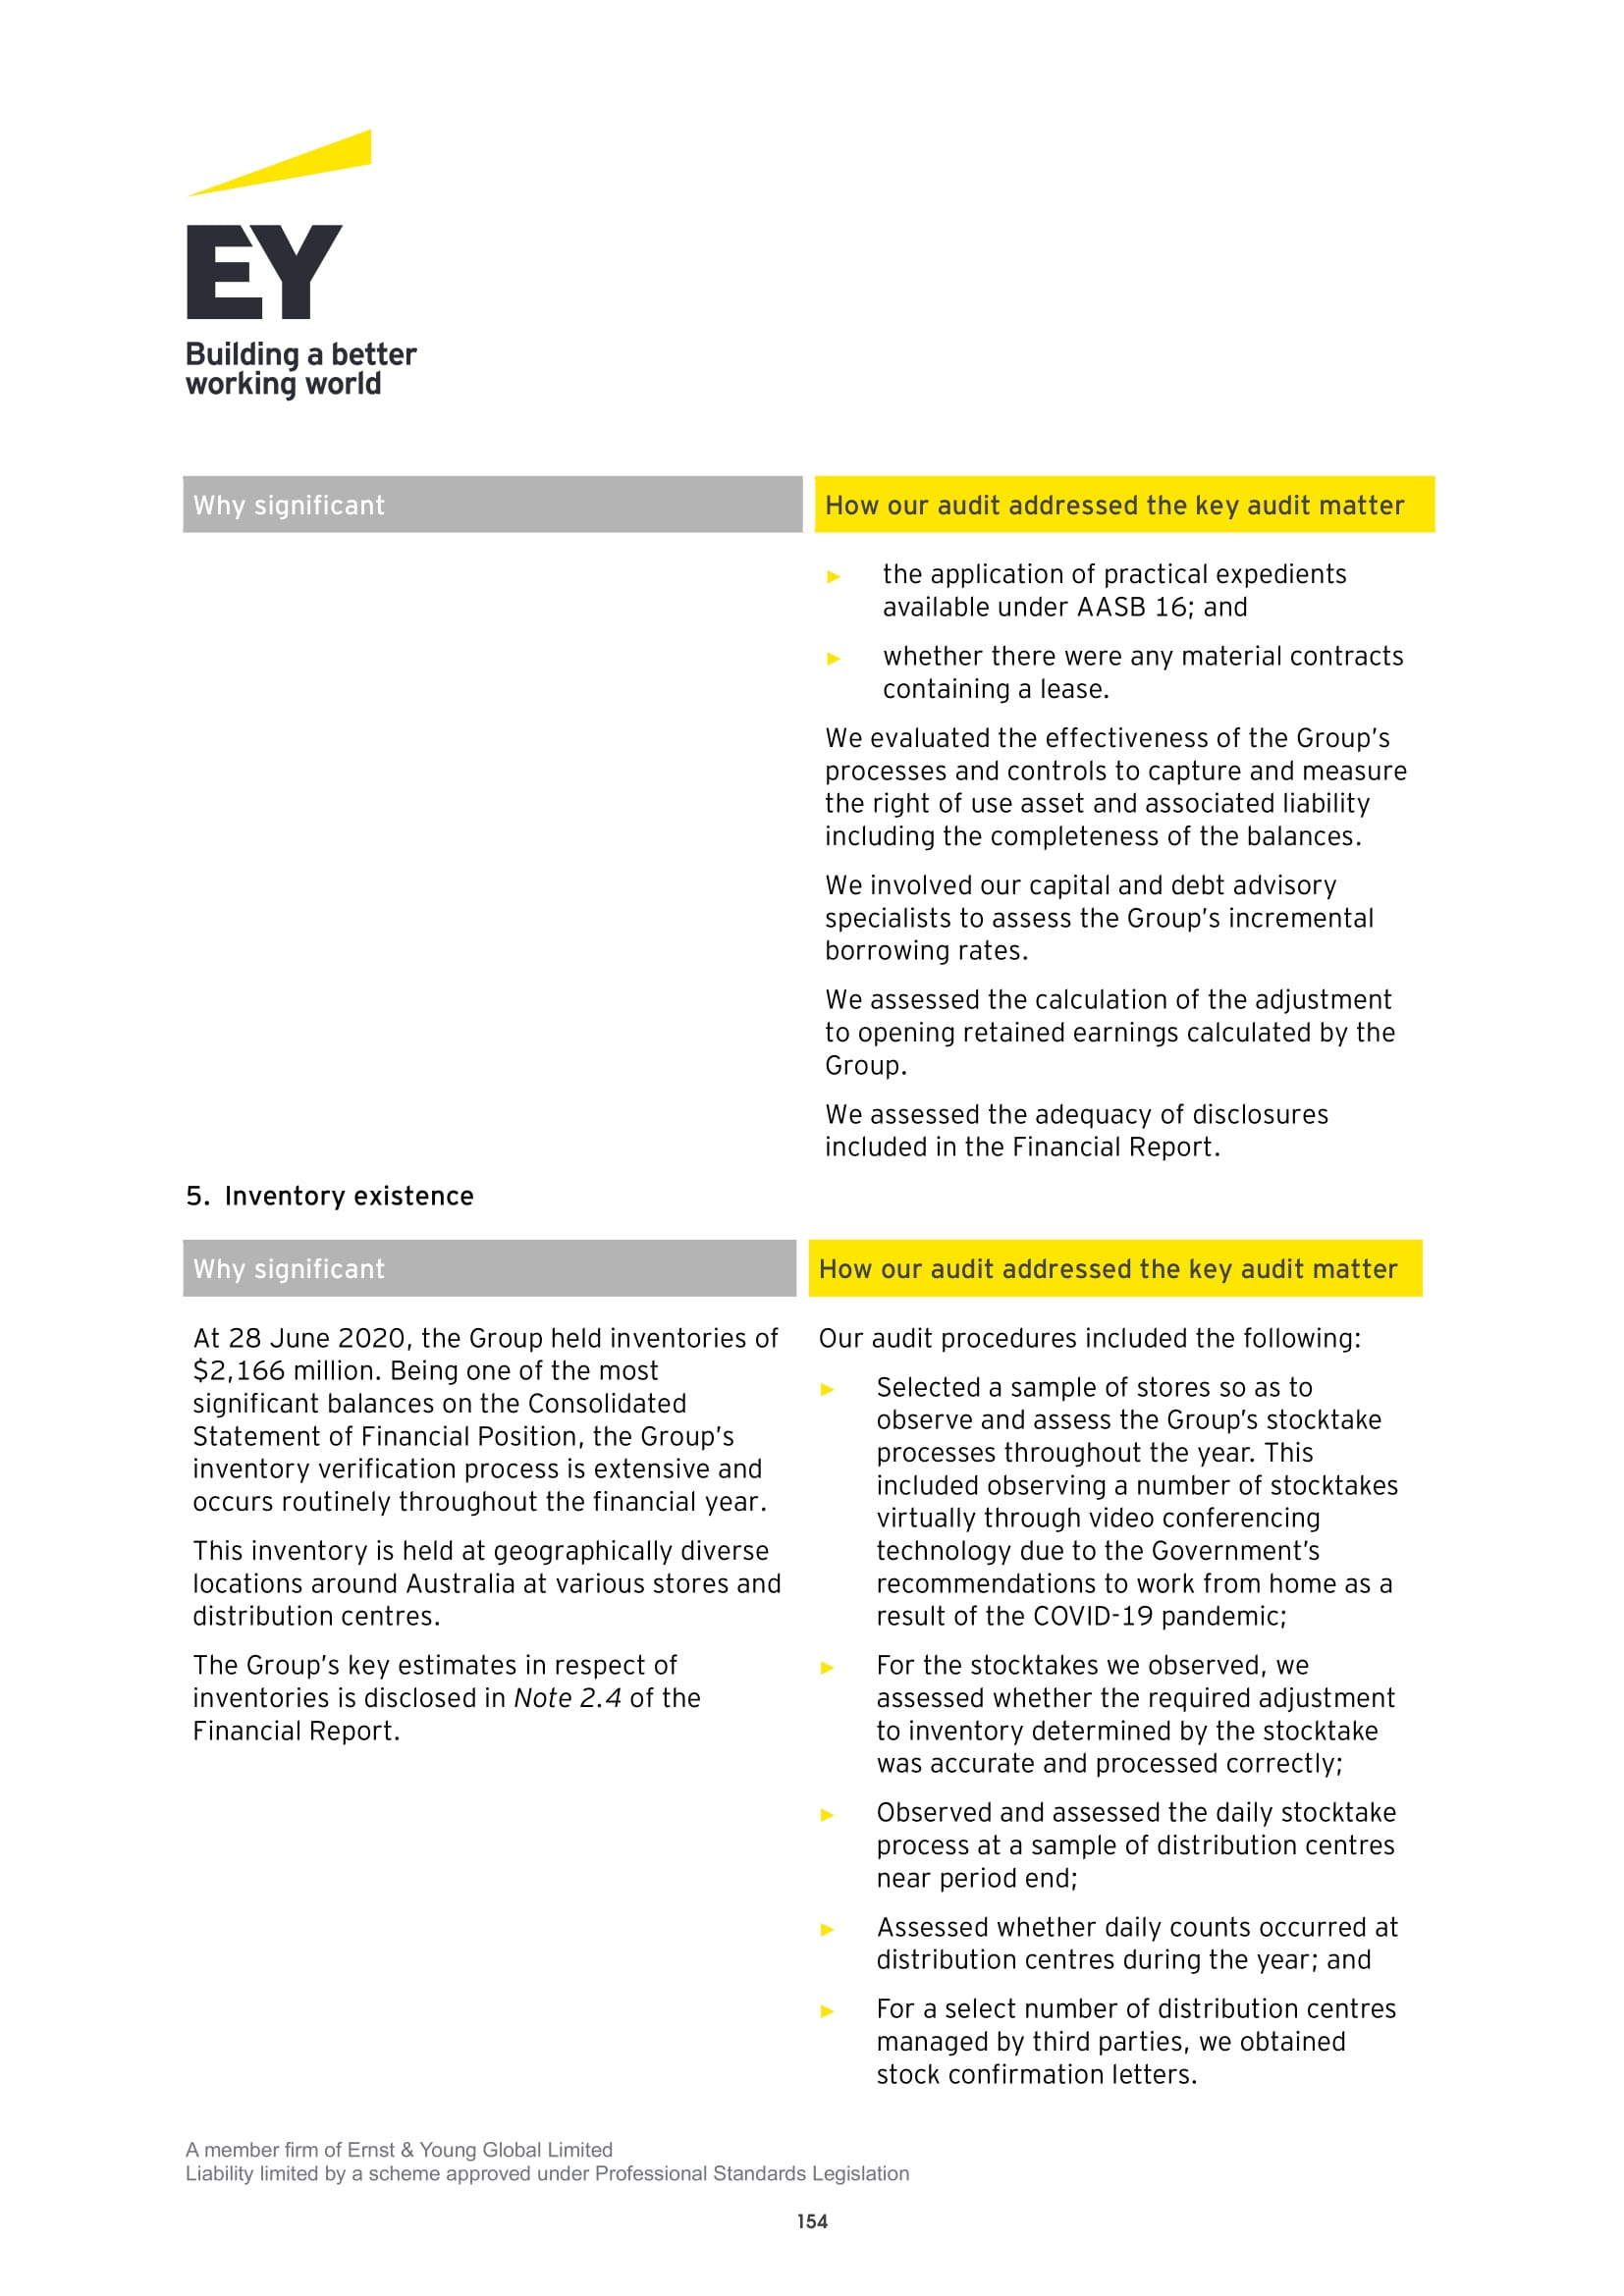 EY
Building a better
working world
Why significant
How our audit addressed the key audit matter
► the application of practical expedients
available under AASB 16; and
► whether there were any material contracts
containing a lease.
We evaluated the effectiveness of the Group's
processes and controls to capture and measure
the right of use asset and associated liability
including the completeness of the balances.
We involved our capital and debt advisory
specialists to assess the Group's incremental
borrowing rates.
We assessed the calculation of the adjustment
to opening retained earnings calculated by the
Group.
We assessed the adequacy of disclosures
included in the Financial Report.
5. Inventory existence
Why significant
At 28 June 2020, the Group held inventories of
$2,166 million. Being one of the most
significant balances on the Consolidated
Statement of Financial Position, the Group's
inventory verification process is extensive and
occurs routinely throughout the financial year.
This inventory is held at geographically diverse
locations around Australia at various stores and
distribution centres.
The Group's key estimates in respect of
inventories is disclosed in Note 2.4 of the
Financial Report.
How our audit addressed the key audit matter
Our audit procedures included the following:
► Selected a sample of stores so as to
observe and assess the Group's stocktake
processes throughout the year. This
included observing a number of stocktakes
virtually through video conferencing
technology due to the Government's
recommendations to work from home as a
result of the COVID-19 pandemic;
► For the stocktakes we observed, we
assessed whether the required adjustment
to inventory determined by the stocktake
was accurate and processed correctly;
► Observed and assessed the daily stocktake
process at a sample of distribution centres
near period end;
► Assessed whether daily counts occurred at
distribution centres during the year; and
► For a select number of distribution centres
managed by third parties, we obtained
stock confirmation letters.
A member firm of Ernst & Young Global Limited
Liability limited by a scheme approved under Professional Standards Legislation
154